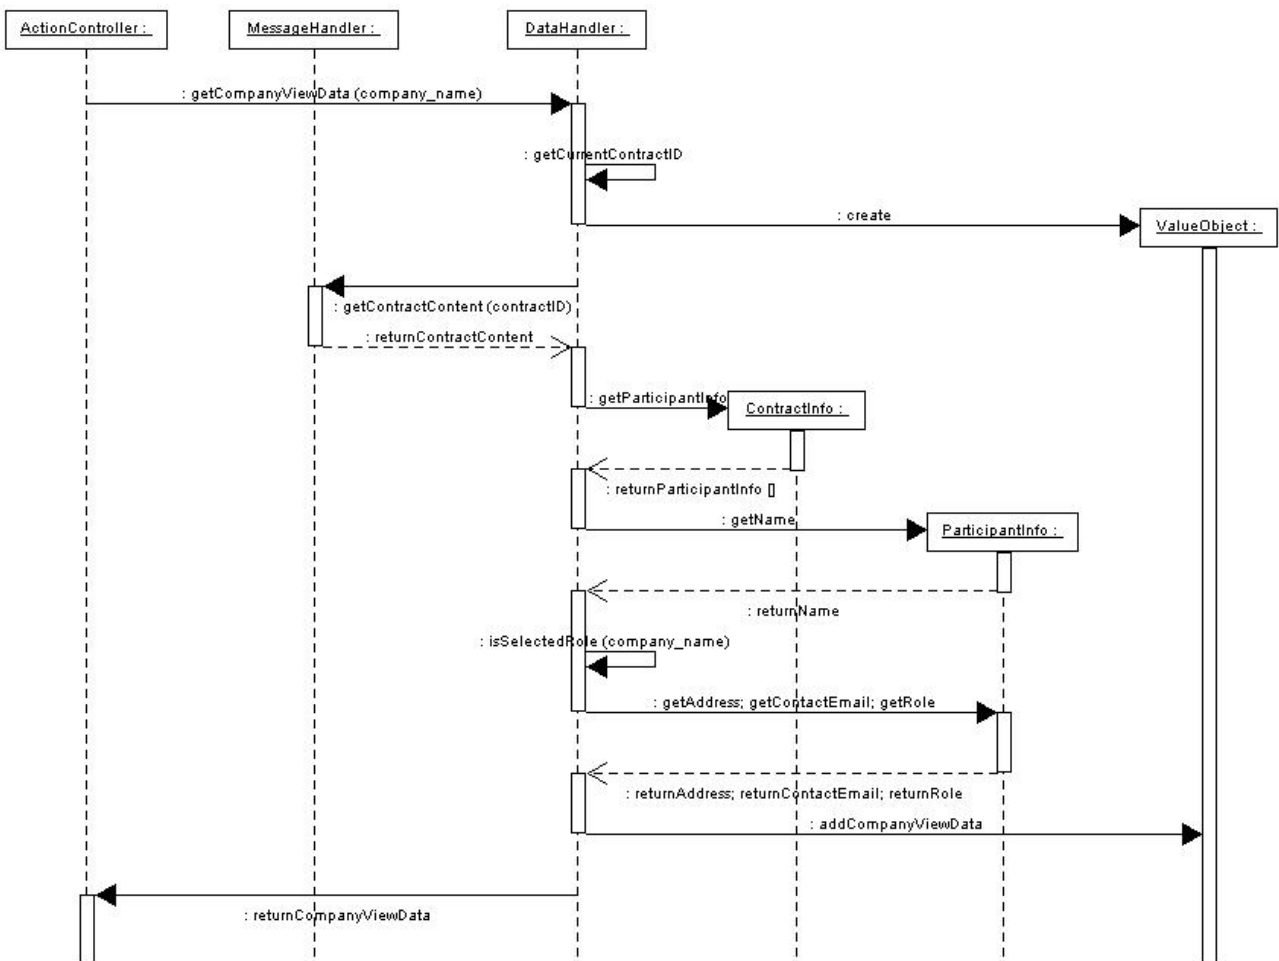 ActionController :
MessageHandler :
DataHandler :
: getCompanyViewData (company_name)
: getCurrentContractID
: create
ValueObject :
: getContractContent (contractID)
: returnContractContent
: getParticipantInfo
ContractInfo :
: returnParticipantInfo []
: getName
ParticipantInfo :
: returnName
: isSelectedRole (company_name)
: getAddress; getContactEmail; getRole
: returnAddress; returnContactEmail; returnRole
: addCompanyViewData
: returnCompanyViewData